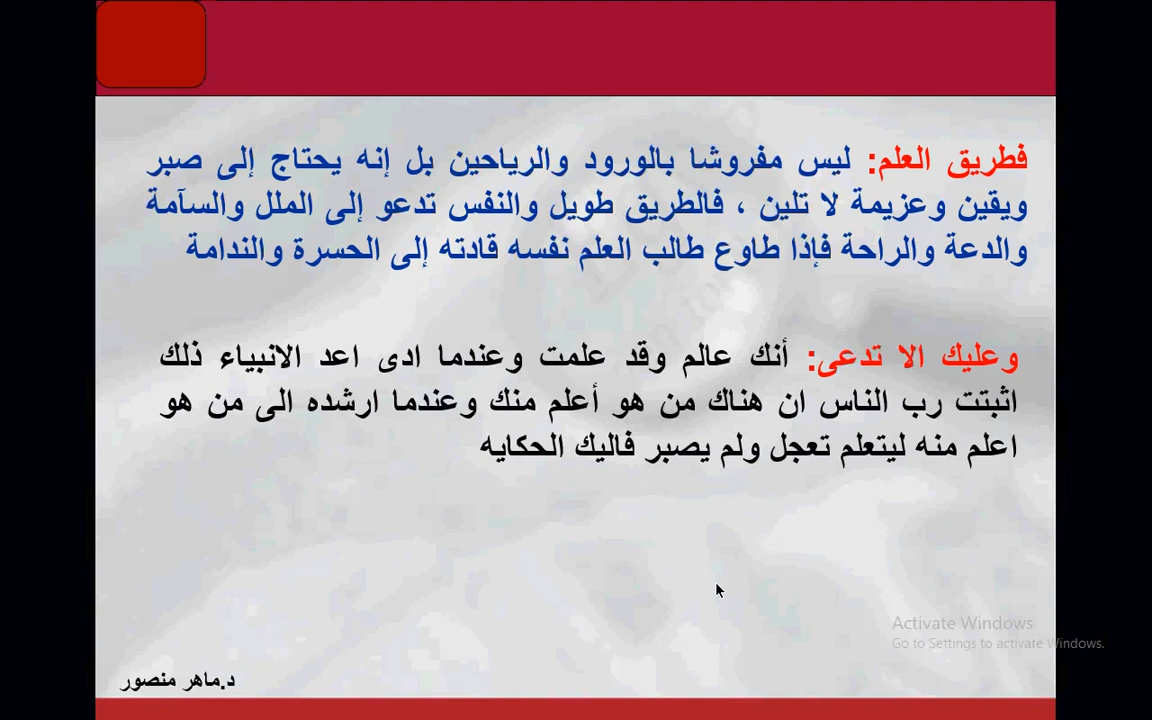 فطريق العلم: ليس مفروشا بالورود والرياحين بل إنه يحتاج إلى صبر
ويقين وعزيمة لا تلين ، فالطريق طويل والنفس تدعو إلى الملل والسآمة
والدعة والراحة فإذا طاوع طالب العلم نفسه قادته إلى الحسرة والندامة
وعليك الا تدعى: أنك عالم وقد علمت وعندما ادى اعد الانبياء ذلك
اثبتت رب الناس ان هناك من هو أعلم منك وعندما ارشده الى من هو
اعلم منه ليتعلم تعجل ولم يصبر فاليك الحكايه
Activate Windows
Go to Settings to activate Windows.
د.ماهر منصور